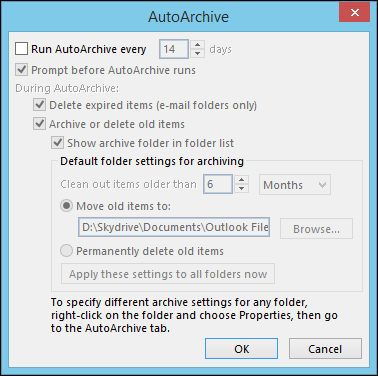 AutoArchive
Run AutoArchive every 14 days
Prompt before AutoArchive runs
During AutoArchive:
Delete expired items (e-mail folders only)
Archive or delete old items
Show archive folder in folder list
Default folder settings for archiving
Clean out items older than 6 Months
Move old items to:
D:\Skydrive\Documents\Outlook File Browse...
Permanently delete old items
Apply these settings to all folders now
To specify different archive settings for any folder,
right-click on the folder and choose Properties, then go
to the AutoArchive tab.
OK Cancel